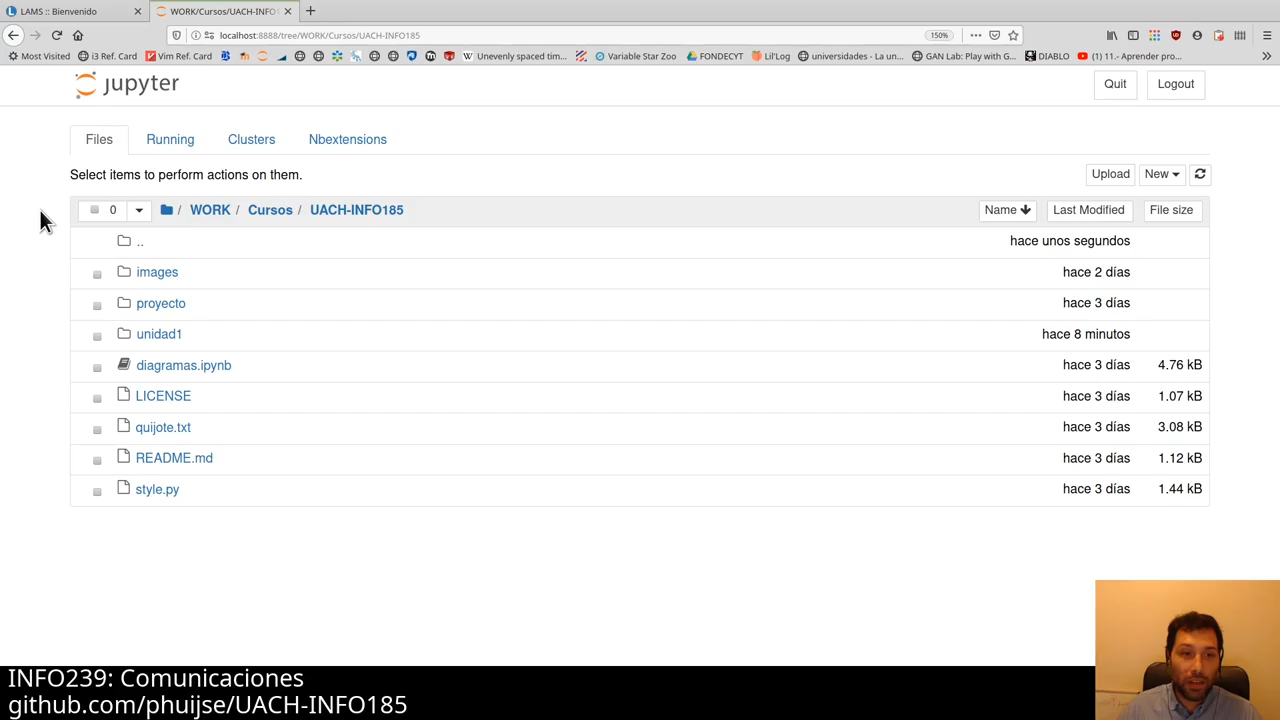 LAMS :: Bienvenido
WORK/Cursos/UACH-INFO1
localhost:8888/tree/WORK/Cursos/UACH-INFO185
150%
Most Visited
i3 Ref. Card
Vim Ref. Card
Unevenly spaced tim...
Variable Star Zoo
FONDECYT
Lil'Log
universidades - La un...
GAN Lab: Play with G...
DIABLO
(1) 11.- Aprender pro...
jupyter
Quit
Logout
Files
Running
Clusters
Nbextensions
Select items to perform actions on them.
Upload
New
0
/ WORK / Cursos / UACH-INFO185
Name
Last Modified
File size
..
hace unos segundos
images
hace 2 días
proyecto
hace 3 días
unidad1
hace 8 minutos
diagramas.ipynb
hace 3 días
4.76 kB
LICENSE
hace 3 días
1.07 kB
quijote.txt
hace 3 días
3.08 kB
README.md
hace 3 días
1.12 kB
style.py
hace 3 días
1.44 kB
INFO239: Comunicaciones
github.com/phuijse/UACH-INFO185